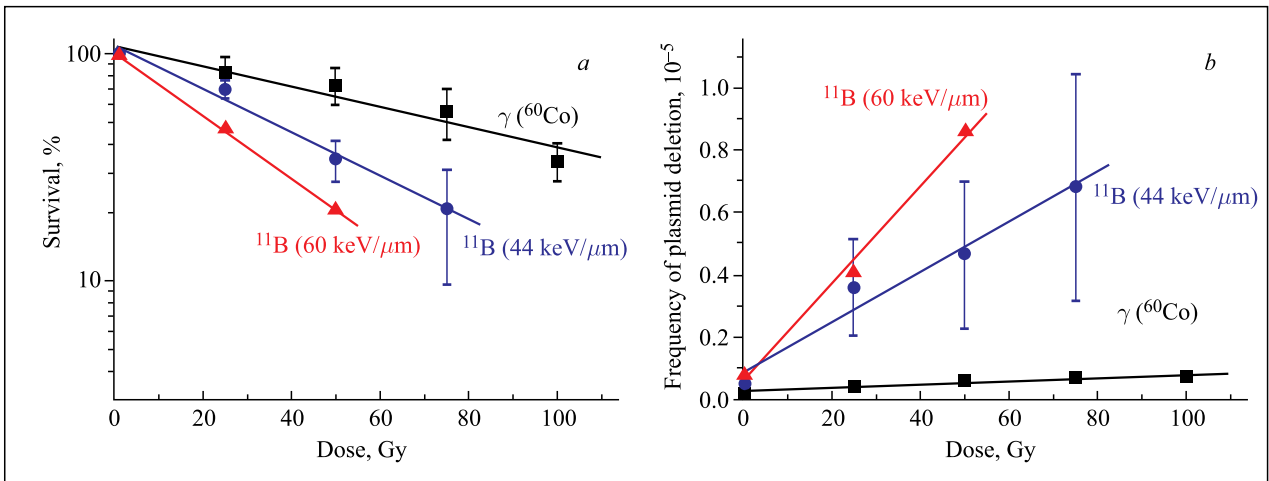 a
100
10
Survival, %
γ (⁶⁰Co)
¹¹B (60 keV/μm)
¹¹B (44 keV/μm)
0 20 40 60 80 100
Dose, Gy
b
1.0
0.8
0.6
0.4
0.2
0.0
Frequency of plasmid deletion, 10⁻⁵
¹¹B (60 keV/μm)
¹¹B (44 keV/μm)
γ (⁶⁰Co)
0 20 40 60 80 100
Dose, Gy